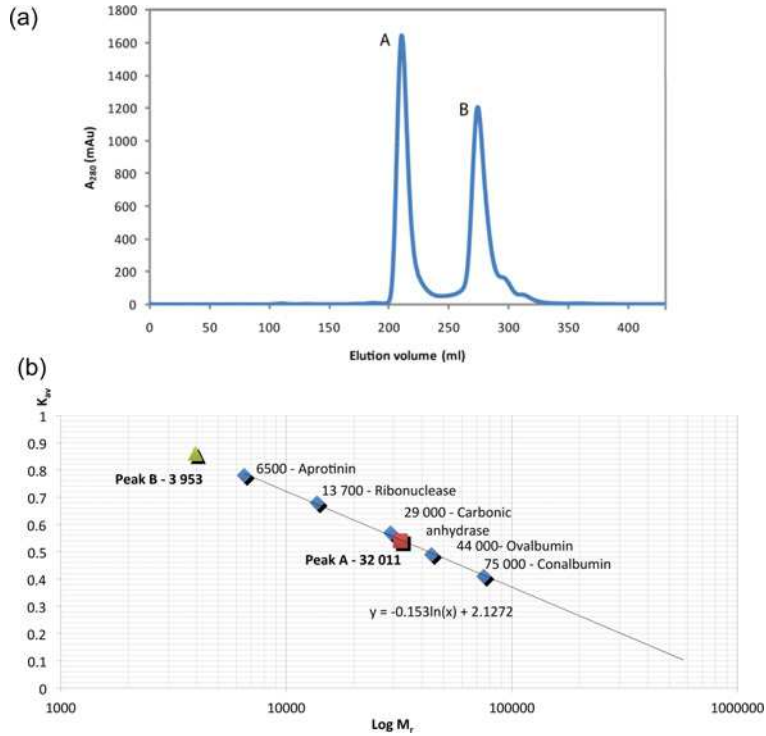 (a)
1800
1600
1400
1200
1000
800
600
400
200
0
A₂₈₀ (mAu)
A
B
0 50 100 150 200 250 300 350 400
Elution volume (ml)
(b)
Kav
1
0.9
0.8
0.7
0.6
0.5
0.4
0.3
0.2
0.1
0
Peak B - 3 953
6500 - Aprotinin
13 700 - Ribonuclease
29 000 - Carbonic
anhydrase
Peak A - 32 011
44 000- Ovalbumin
75 000 - Conalbumin
y = -0.153ln(x) + 2.1272
1000 10000 100000 1000000
Log Mᵣ